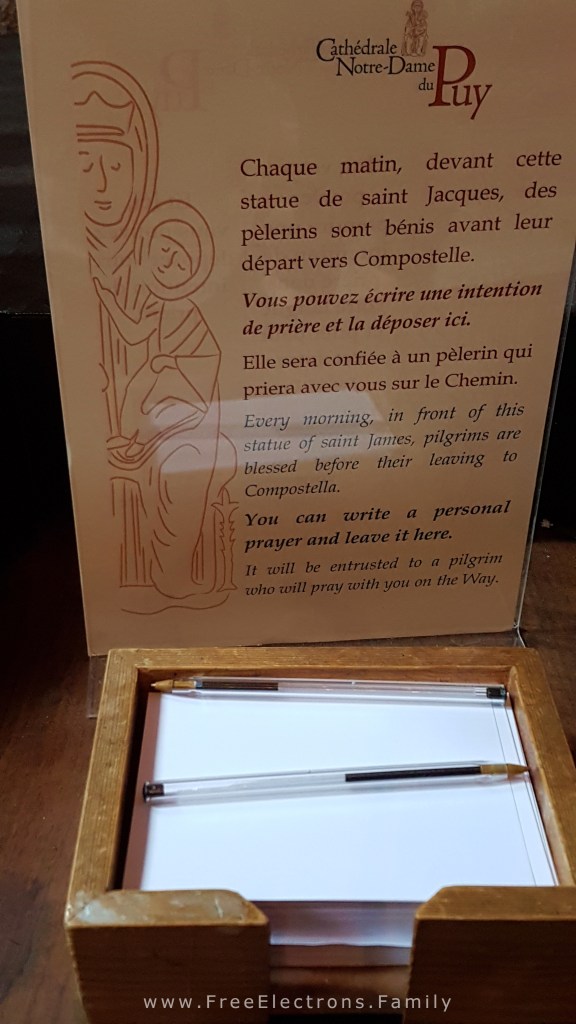 Cathédrale
Notre-Dame
du Puy
Chaque matin, devant cette
statue de saint Jacques, des
pèlerins sont bénis avant leur
départ vers Compostelle.
Vous pouvez écrire une intention
de prière et la déposer ici.
Elle sera confiée à un pèlerin qui
priera avec vous sur le Chemin.
Every morning, in front of this
statue of saint James, pilgrims are
blessed before their leaving to
Compostella.
You can write a personal
prayer and leave it here.
It will be entrusted to a pilgrim
who will pray with you on the Way.
www.FreeElectrons.Family